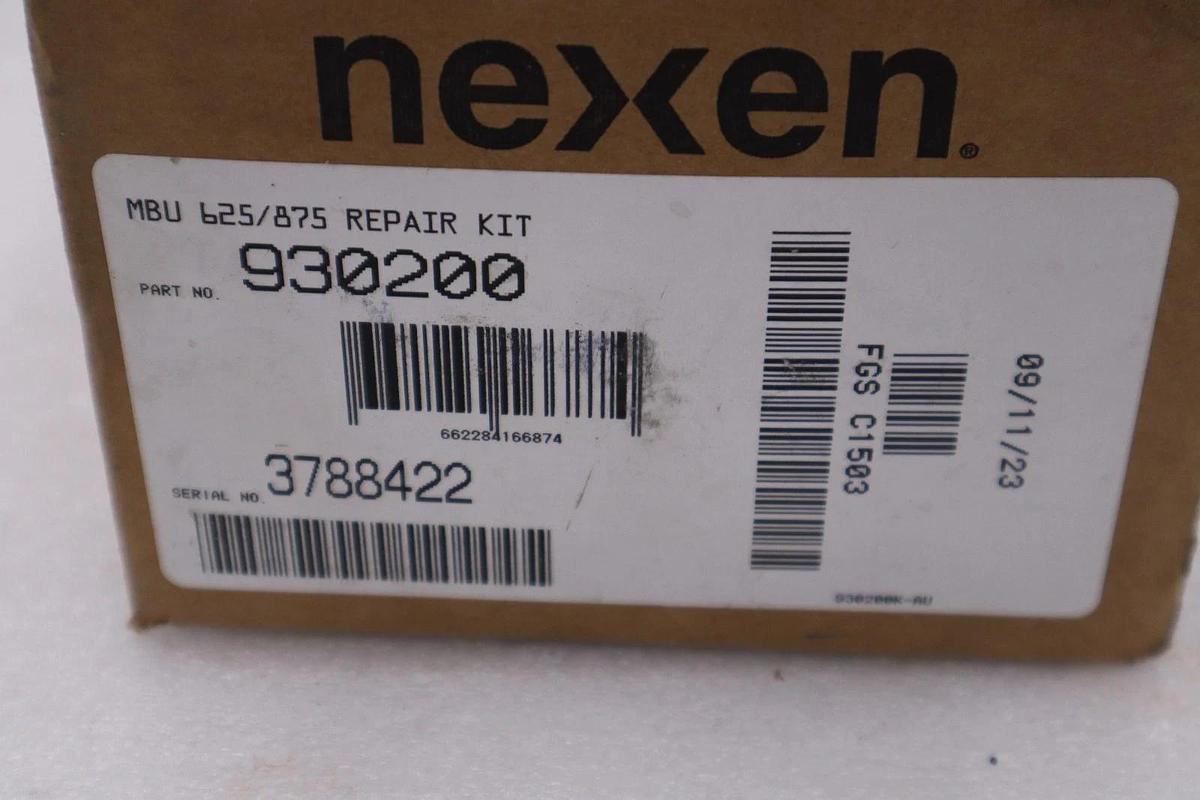 nexen®
MBU 625/875 REPAIR KIT
PART NO. 930200
662284166874
SERIAL NO. 3788422
FGS C1503
09/11/23
930200K-AU